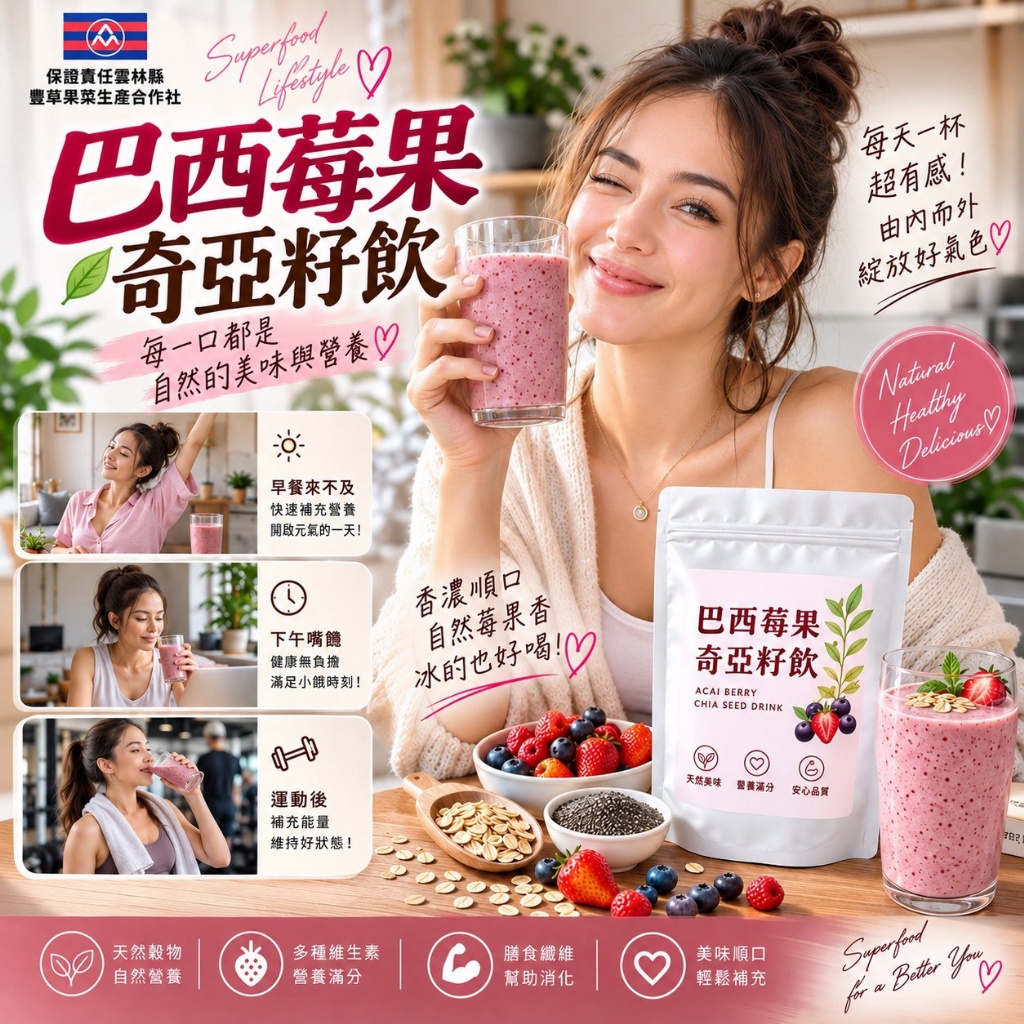 保證責任雲林縣
豐草果菜生產合作社
Superfood
Lifestyle
巴西莓果
奇亞籽飲
每一口都是
自然的美味與營養
每天一杯
超有感！
由內而外
綻放好氣色
Natural
Healthy
Delicious
早餐來不及
快速補充營養
開啟元氣的一天！
下午嘴饞
健康無負擔
滿足小餓時刻！
運動後
補充能量
維持好狀態！
香濃順口
自然莓果香
冰的也好喝！
巴西莓果
奇亞籽飲
ACAI BERRY
CHIA SEED DRINK
天然美味
營養滿分
安心品質
天然穀物
自然營養
多種維生素
營養滿分
膳食纖維
幫助消化
美味順口
輕鬆補充
Superfood
for a Better You